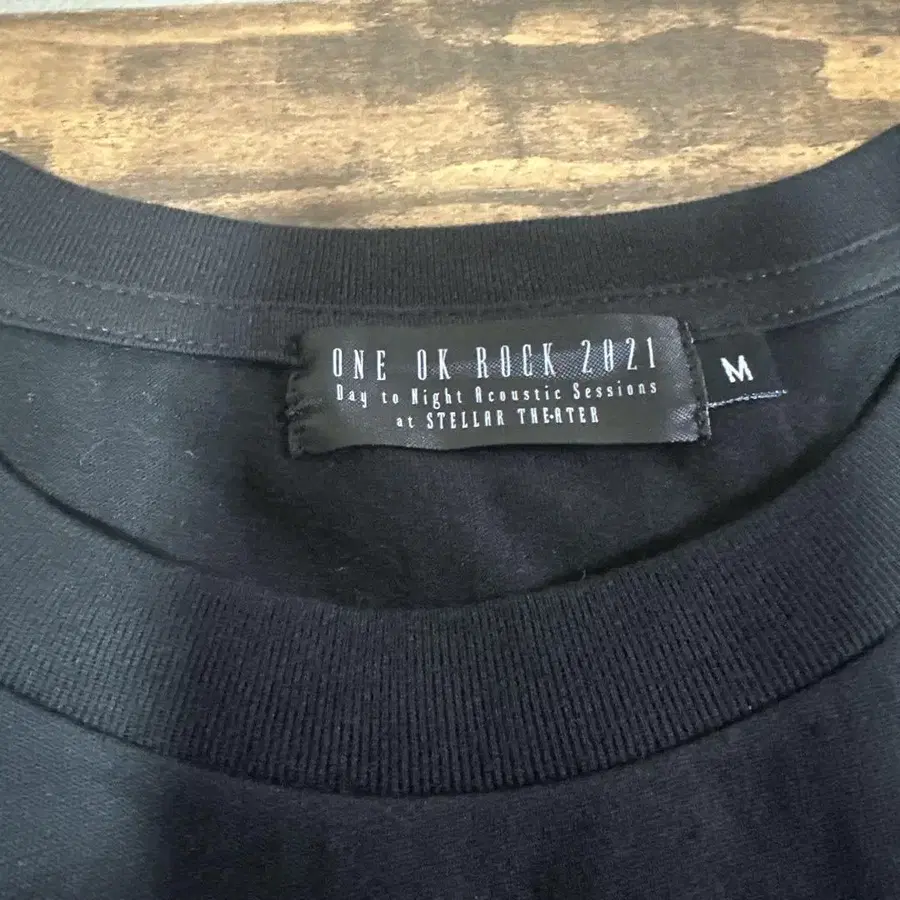 ONE OK ROCK 2021
Day to Night Acoustic Sessions
at STELLAR THEATER
M